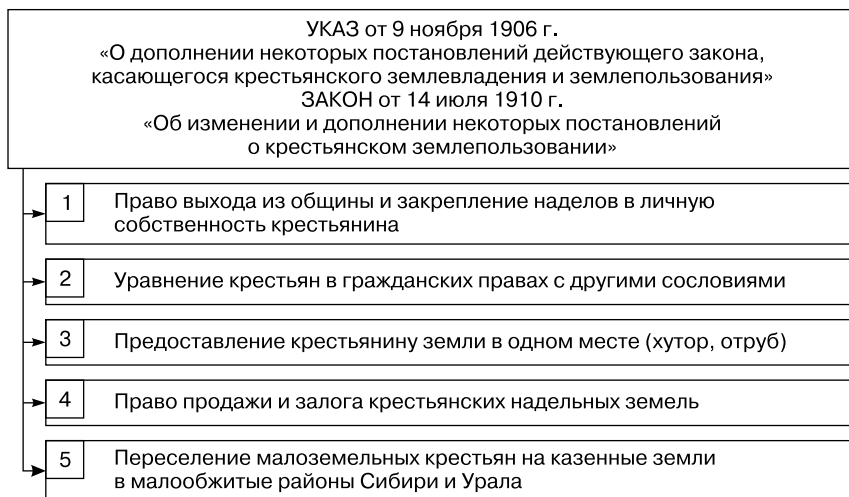 УКАЗ от 9 ноября 1906 г.
«О дополнении некоторых постановлений действующего закона,
касающегося крестьянского землевладения и землепользования»
ЗАКОН от 14 июля 1910 г.
«Об изменении и дополнении некоторых постановлений
о крестьянском землепользовании»
1 Право выхода из общины и закрепление наделов в личную
собственность крестьянина
2 Уравнение крестьян в гражданских правах с другими сословиями
3 Предоставление крестьянину земли в одном месте (хутор, отруб)
4 Право продажи и залога крестьянских надельных земель
5 Переселение малоземельных крестьян на казенные земли
в малообжитые районы Сибири и Урала